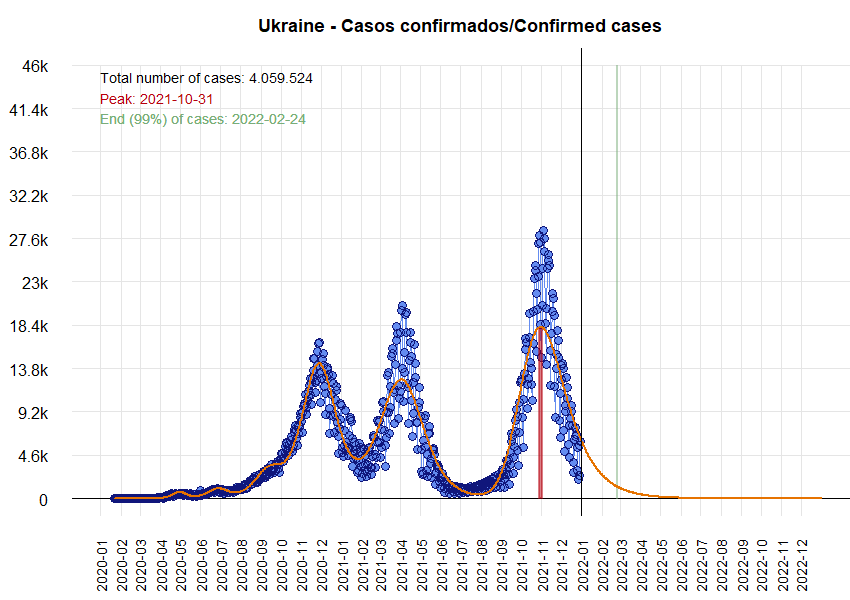 Ukraine - Casos confirmados/Confirmed cases
Total number of cases: 4.059.524
Peak: 2021-10-31
End (99%) of cases: 2022-02-24
46k
41.4k
36.8k
32.2k
27.6k
23k
18.4k
13.8k
9.2k
4.6k
0
2020-01
2020-02
2020-03
2020-04
2020-05
2020-06
2020-07
2020-08
2020-09
2020-10
2020-11
2020-12
2021-01
2021-02
2021-03
2021-04
2021-05
2021-06
2021-07
2021-08
2021-09
2021-10
2021-11
2021-12
2022-01
2022-02
2022-03
2022-04
2022-05
2022-06
2022-07
2022-08
2022-09
2022-10
2022-11
2022-12